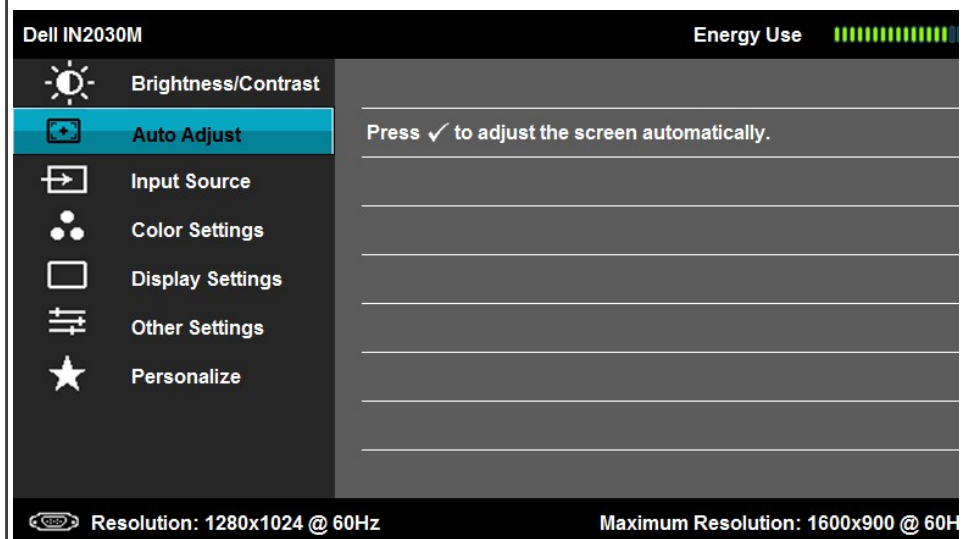 Dell IN2030M Energy Use
Brightness/Contrast
Auto Adjust Press ✓ to adjust the screen automatically.
Input Source
Color Settings
Display Settings
Other Settings
Personalize
Resolution: 1280x1024 @ 60Hz Maximum Resolution: 1600x900 @ 60H